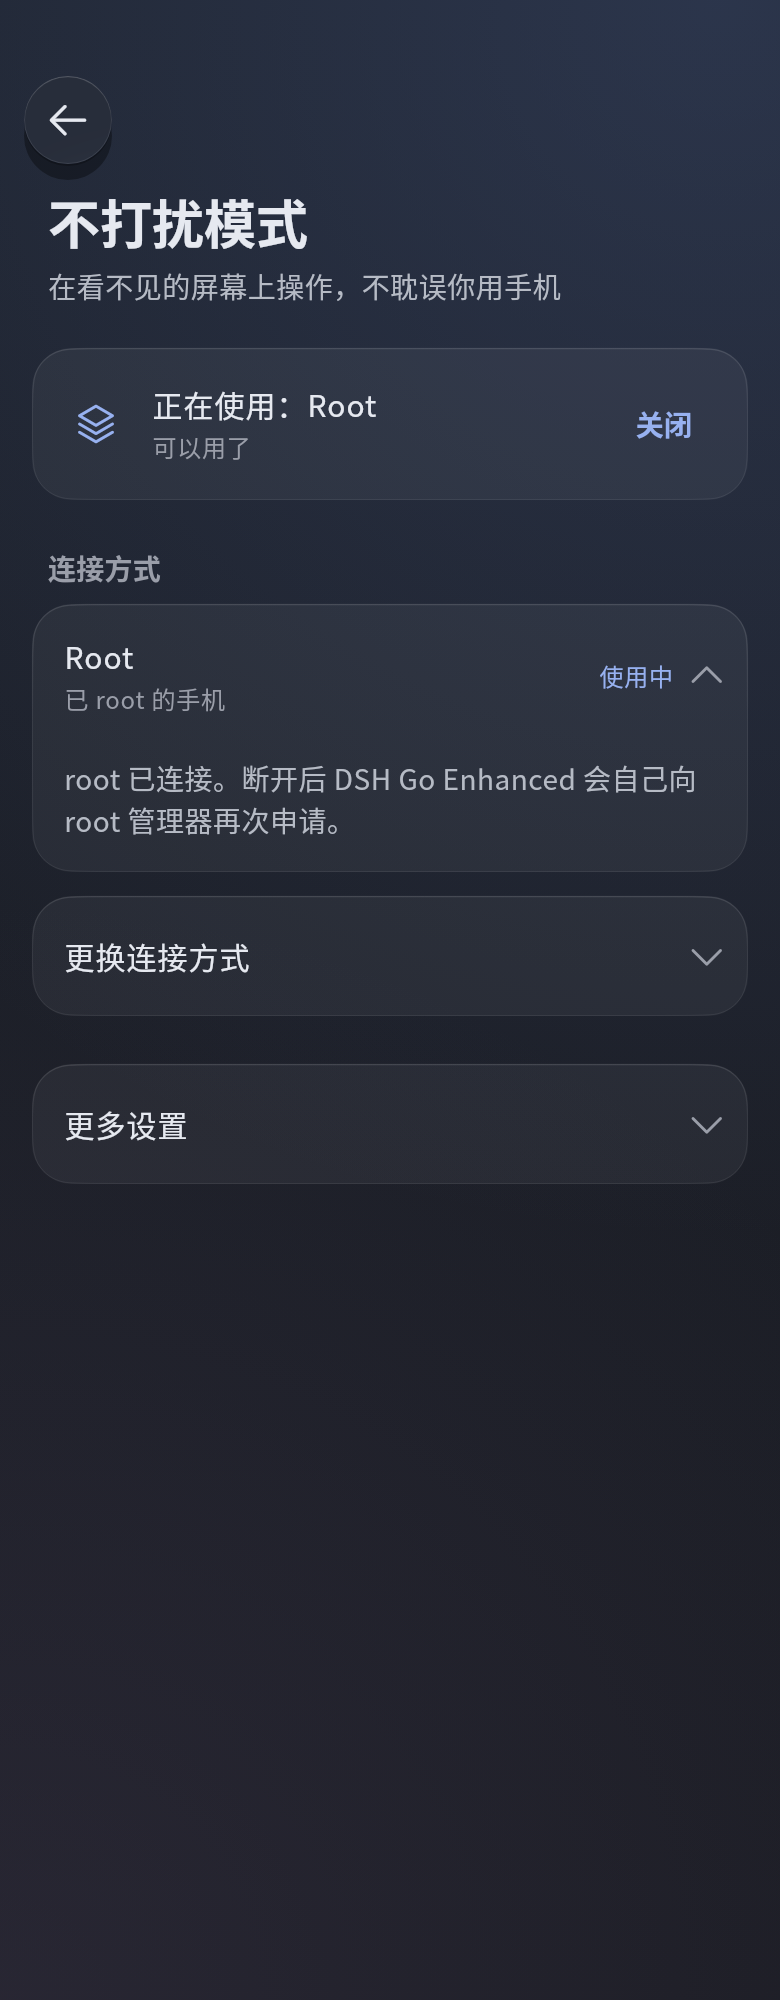 不打扰模式
在看不见的屏幕上操作，不耽误你用手机
正在使用：Root
可以用了
关闭
连接方式
Root
已 root 的手机
使用中
root 已连接。断开后 DSH Go Enhanced 会自己向
root 管理器再次申请。
更换连接方式
更多设置